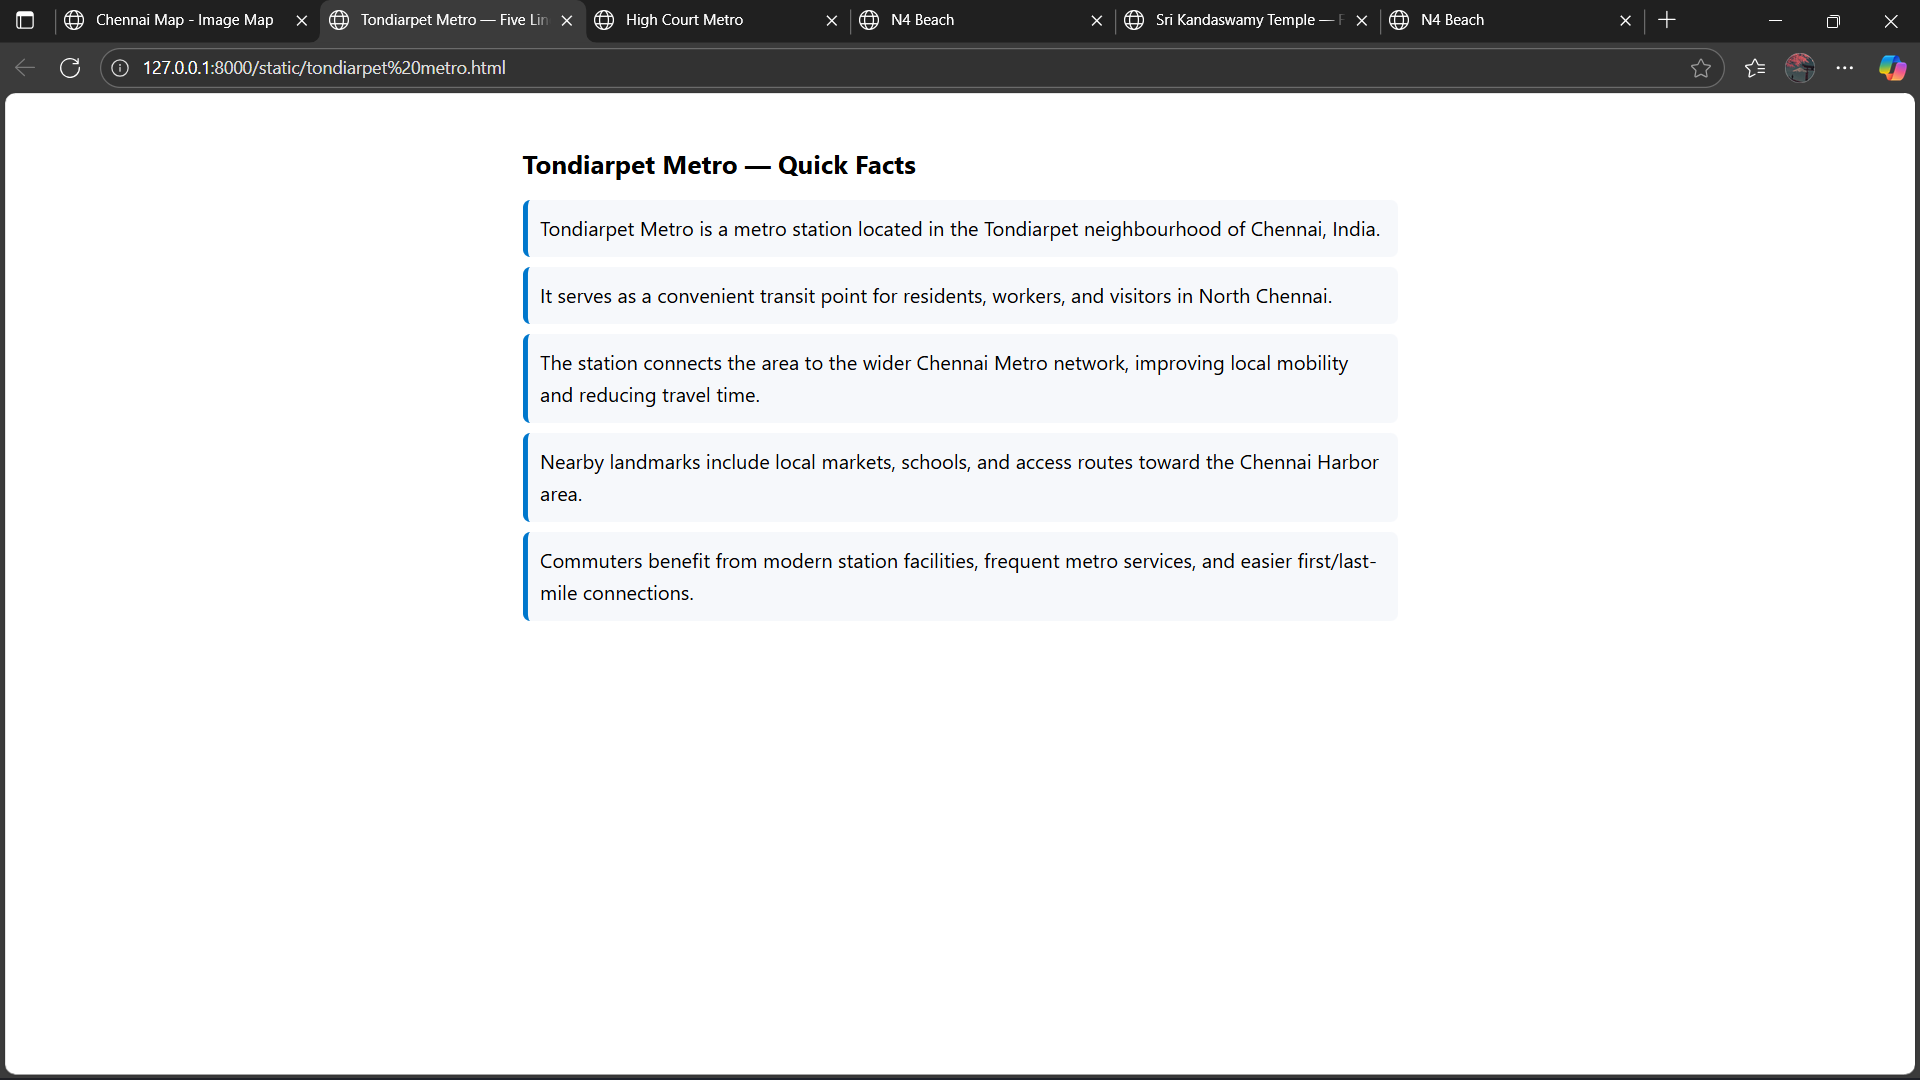 Chennai Map - Image Map
Tondiarpet Metro — Five Lin
High Court Metro
N4 Beach
Sri Kandaswamy Temple —
N4 Beach
127.0.0.1:8000/static/tondiarpet%20metro.html
Tondiarpet Metro — Quick Facts
Tondiarpet Metro is a metro station located in the Tondiarpet neighbourhood of Chennai, India.
It serves as a convenient transit point for residents, workers, and visitors in North Chennai.
The station connects the area to the wider Chennai Metro network, improving local mobility
and reducing travel time.
Nearby landmarks include local markets, schools, and access routes toward the Chennai Harbor
area.
Commuters benefit from modern station facilities, frequent metro services, and easier first/last-
mile connections.